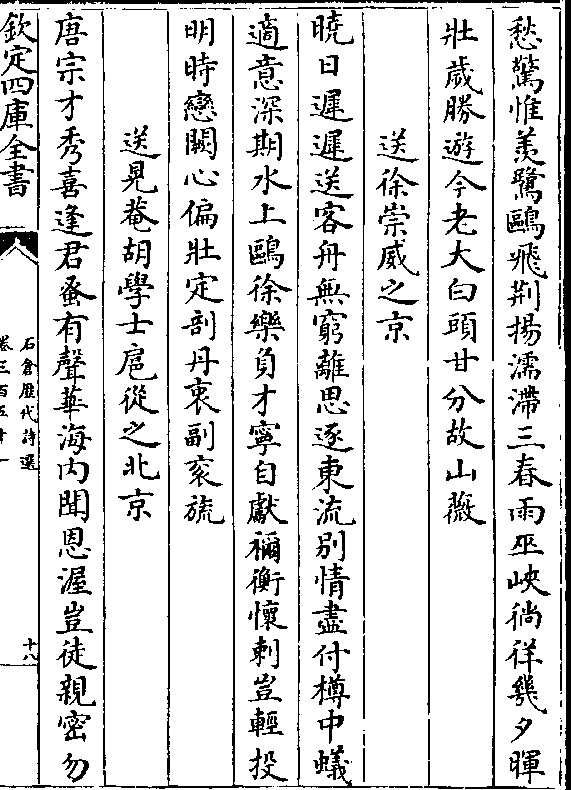 愁驚惟羨鷺鷗飛荆揚濡滯三春雨巫峽徜徉幾夕暉
壯歲勝遊今老大白頭甘分故山薇
送徐崇威之京
曉日遲遲送客舟無窮離思逐東流别情盡付樽中蟻
適意深期水上鷗徐樂負才寧自獻禰衡懷刺豈輕投
明時戀闕心偏壯定剖丹衷副衮旒
送晃菴胡學士扈從之北京
唐宗才秀喜逢君蚤有聲華海内聞恩渥豈徒親密勿
欽定四庫全書
石倉歷代詩選
卷三百五十一
十八